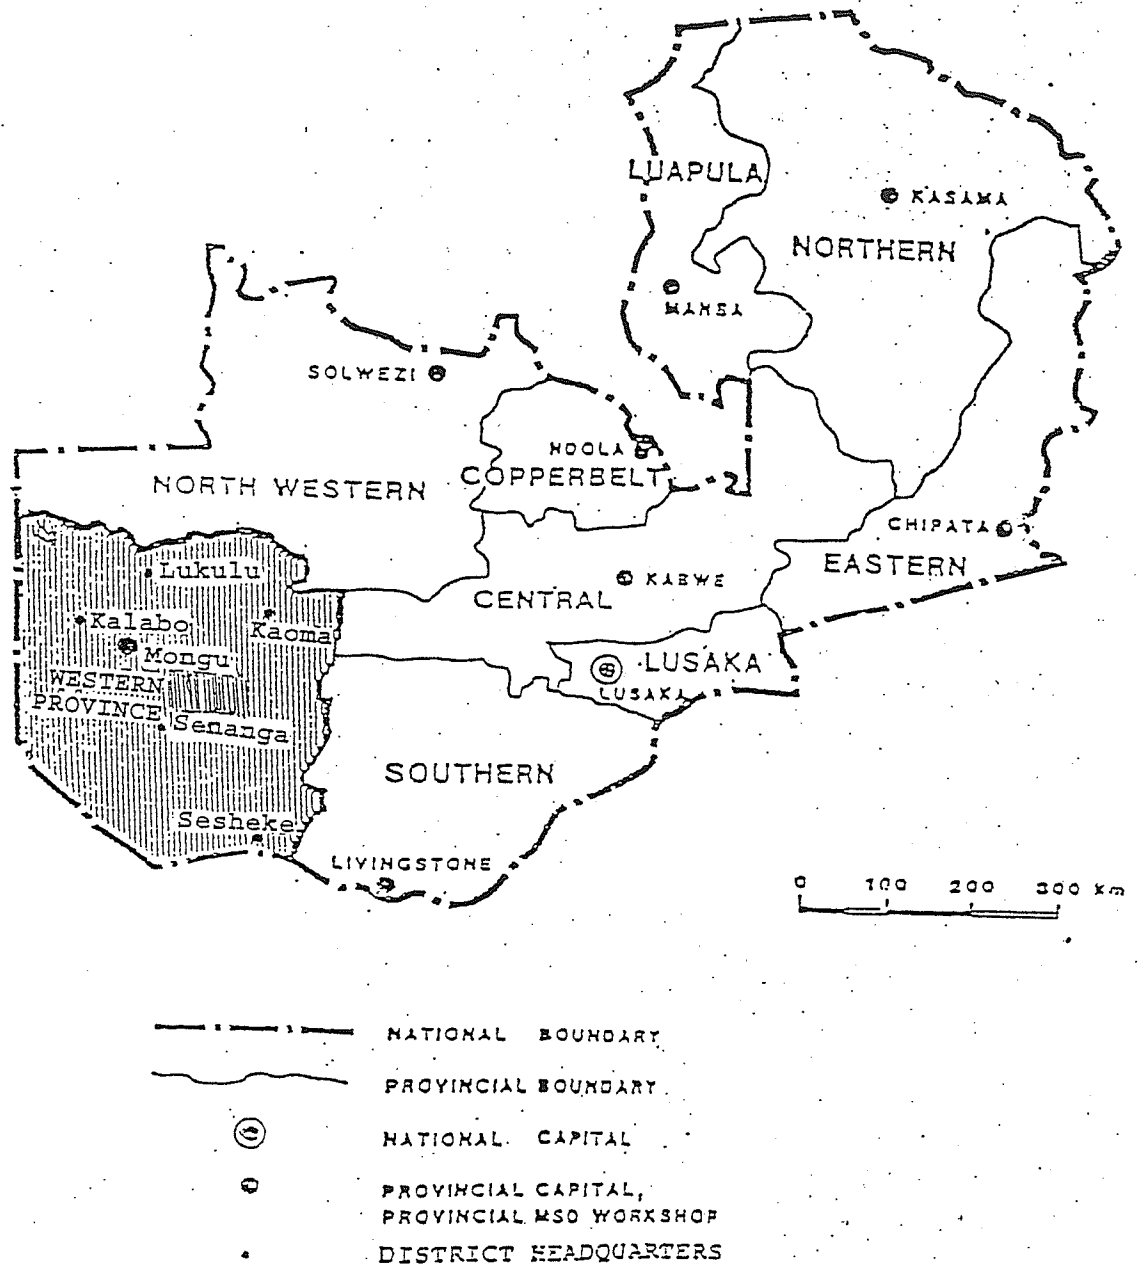 LUAPULA
KASAMA
NORTHERN
MANSA
SOLWEZI
NDOLA
COPPERBELT
NORTH WESTERN
CHIPATA
EASTERN
Lukulu
KABWE
CENTRAL
Kalabo
Kaoma
Mongu
LUSAKA
LUSAKA
WESTERN
PROVINCE
Senanga
SOUTHERN
Sesheke
LIVINGSTONE
0 100 200 300 km
NATIONAL BOUNDARY
PROVINCIAL BOUNDARY
NATIONAL CAPITAL
PROVINCIAL CAPITAL,
PROVINCIAL MSD WORKSHOP
DISTRICT HEADQUARTERS